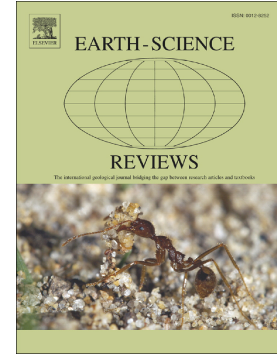 ISSN: 0012-8252
ELSEVIER
EARTH-SCIENCE
REVIEWS
The international geological journal bridging the gap between research articles and textbooks